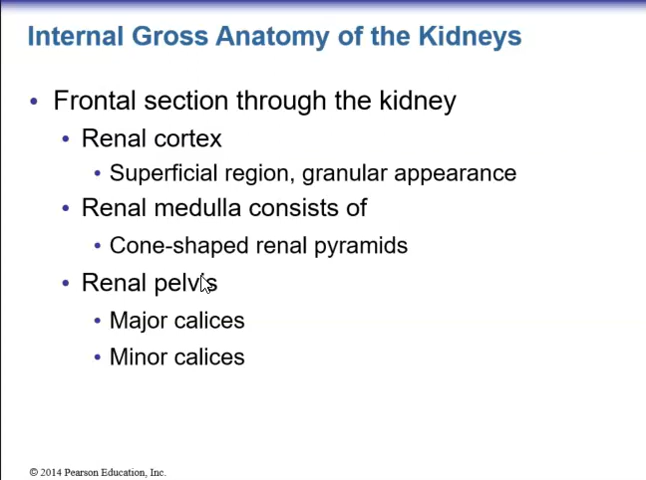 Internal Gross Anatomy of the Kidneys
• Frontal section through the kidney
• Renal cortex
• Superficial region, granular appearance
• Renal medulla consists of
• Cone-shaped renal pyramids
• Renal pelvis
• Major calices
• Minor calices
© 2014 Pearson Education, Inc.